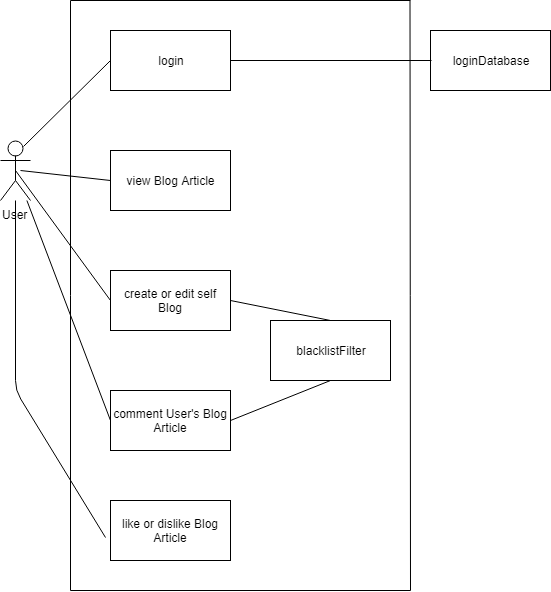 login
loginDatabase
view Blog Article
User
create or edit self
Blog
blacklistFilter
comment User's Blog
Article
like or dislike Blog
Article